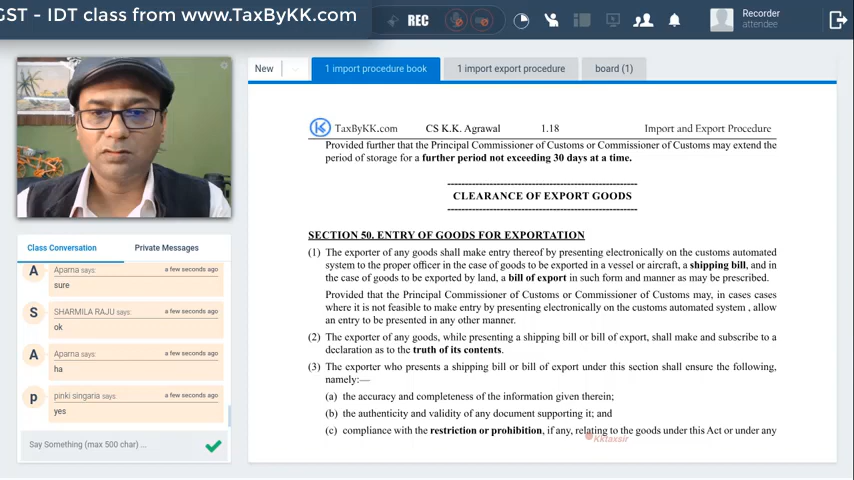 GST - IDT class from www.TaxByKK.com
REC
Recorder
attendee
New
1 import procedure book
1 import export procedure
board (1)
Class Conversation
Private Messages
A
Aparna says:
a few seconds ago
sure
S
SHARMILA RAJU says:
a few seconds ago
ok
A
Aparna says:
a few seconds ago
ha
p
pinki singaria says:
a few seconds ago
yes
Say Something (max 500 char) ...
TaxByKK.com CS K.K. Agrawal 1.18 Import and Export Procedure
Provided further that the Principal Commissioner of Customs or Commissioner of Customs may extend the
period of storage for a further period not exceeding 30 days at a time.
CLEARANCE OF EXPORT GOODS
SECTION 50. ENTRY OF GOODS FOR EXPORTATION
(1) The exporter of any goods shall make entry thereof by presenting electronically on the customs automated
system to the proper officer in the case of goods to be exported in a vessel or aircraft, a shipping bill, and in
the case of goods to be exported by land, a bill of export in such form and manner as may be prescribed.
Provided that the Principal Commissioner of Customs or Commissioner of Customs may, in cases cases
where it is not feasible to make entry by presenting electronically on the customs automated system , allow
an entry to be presented in any other manner.
(2) The exporter of any goods, while presenting a shipping bill or bill of export, shall make and subscribe to a
declaration as to the truth of its contents.
(3) The exporter who presents a shipping bill or bill of export under this section shall ensure the following,
namely:—
(a) the accuracy and completeness of the information given therein;
(b) the authenticity and validity of any document supporting it; and
(c) compliance with the restriction or prohibition, if any, relating to the goods under this Act or under any
Kktaxsir